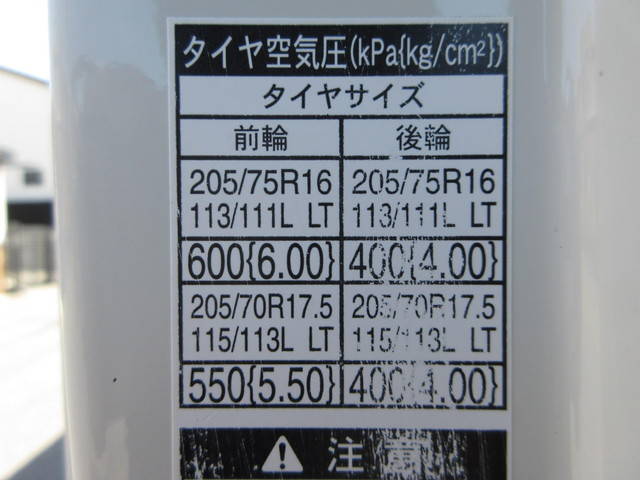 タイヤ空気圧(kPa{kg/cm²})
タイヤサイズ
前輪 後輪
205/75R16 205/75R16
113/111L LT 113/111L LT
600{6.00} 400{4.00}
205/70R17.5 205/70R17.5
115/113L LT 115/113L LT
550{5.50} 400{4.00}
注意